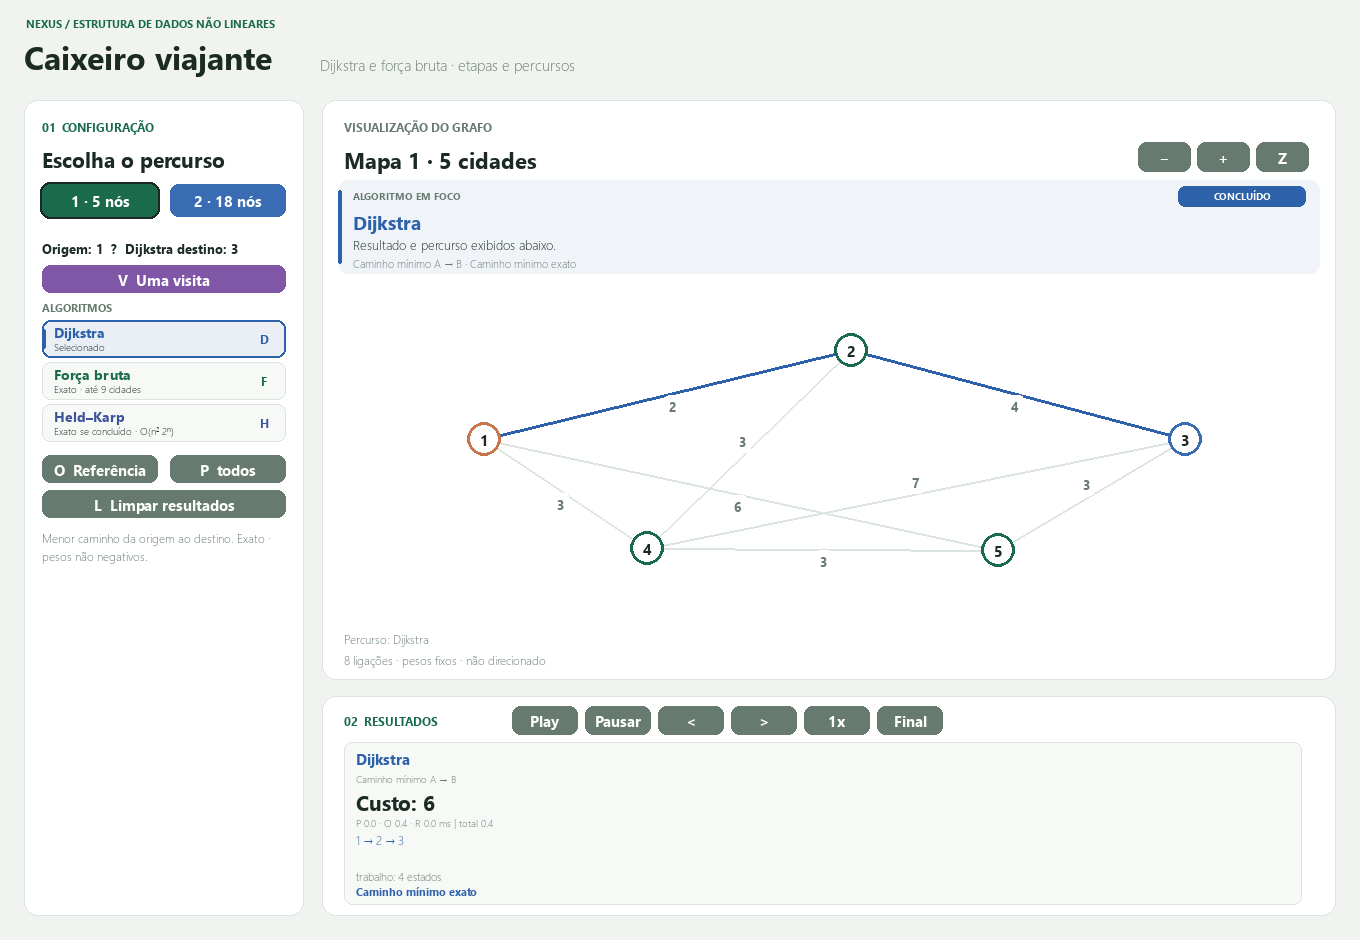 NEXUS / ESTRUTURA DE DADOS NÃO LINEARES
Caixeiro viajante
Dijkstra e força bruta · etapas e percursos
01 CONFIGURAÇÃO
Escolha o percurso
1 · 5 nós
2 · 18 nós
Origem: 1 ? Dijkstra destino: 3
V Uma visita
ALGORITMOS
Dijkstra
Selecionado
D
Força bruta
Exato · até 9 cidades
F
Held–Karp
Exato se concluído · O(n² 2ⁿ)
H
O Referência
P todos
L Limpar resultados
Menor caminho da origem ao destino. Exato ·
pesos não negativos.
VISUALIZAÇÃO DO GRAFO
Mapa 1 · 5 cidades
–
+
Z
ALGORITMO EM FOCO
CONCLUÍDO
Dijkstra
Resultado e percurso exibidos abaixo.
Caminho mínimo A → B · Caminho mínimo exato
2
2
4
1
3
3
7
3
3
6
4
5
3
Percurso: Dijkstra
8 ligações · pesos fixos · não direcionado
02 RESULTADOS
Play
Pausar
<
>
1x
Final
Dijkstra
Caminho mínimo A → B
Custo: 6
P 0.0 · O 0.4 · R 0.0 ms | total 0.4
1 → 2 → 3
trabalho: 4 estados
Caminho mínimo exato